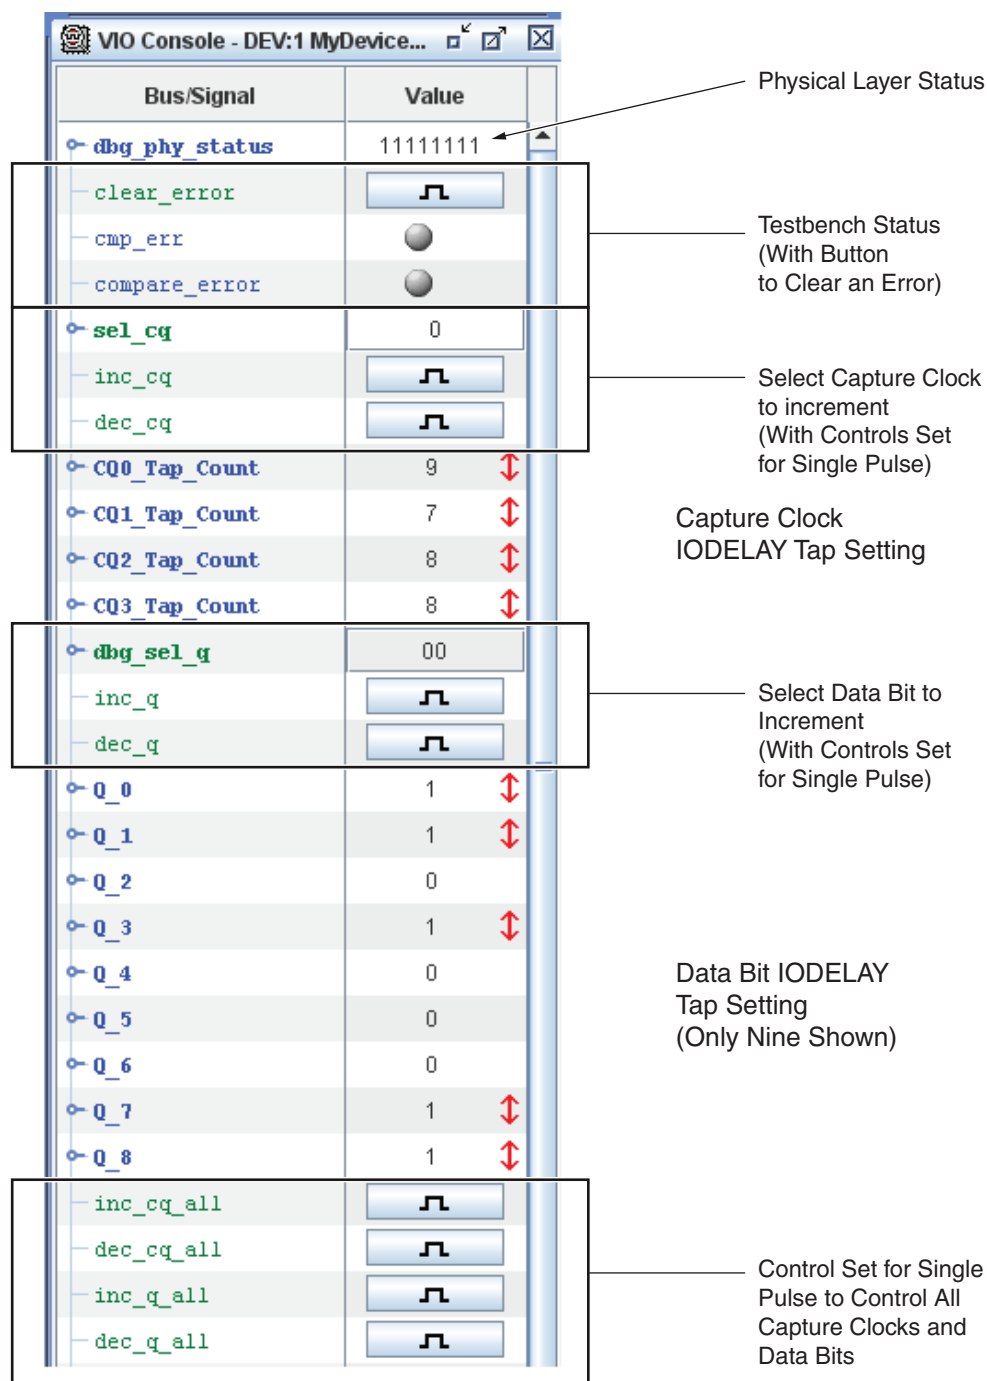 VIO Console - DEV:1 MyDevice...
Bus/Signal Value
Physical Layer Status
dbg_phy_status 11111111
clear_error
cmp_err
compare_error
Testbench Status
(With Button
to Clear an Error)
sel_cq 0
inc_cq
dec_cq
Select Capture Clock
to increment
(With Controls Set
for Single Pulse)
CQ0_Tap_Count 9
CQ1_Tap_Count 7
CQ2_Tap_Count 8
CQ3_Tap_Count 8
Capture Clock
IODELAY Tap Setting
dbg_sel_q 00
inc_q
dec_q
Select Data Bit to
Increment
(With Controls Set
for Single Pulse)
Q_0 1
Q_1 1
Q_2 0
Q_3 1
Q_4 0
Q_5 0
Q_6 0
Q_7 1
Q_8 1
Data Bit IODELAY
Tap Setting
(Only Nine Shown)
inc_cq_all
dec_cq_all
inc_q_all
dec_q_all
Control Set for Single
Pulse to Control All
Capture Clocks and
Data Bits